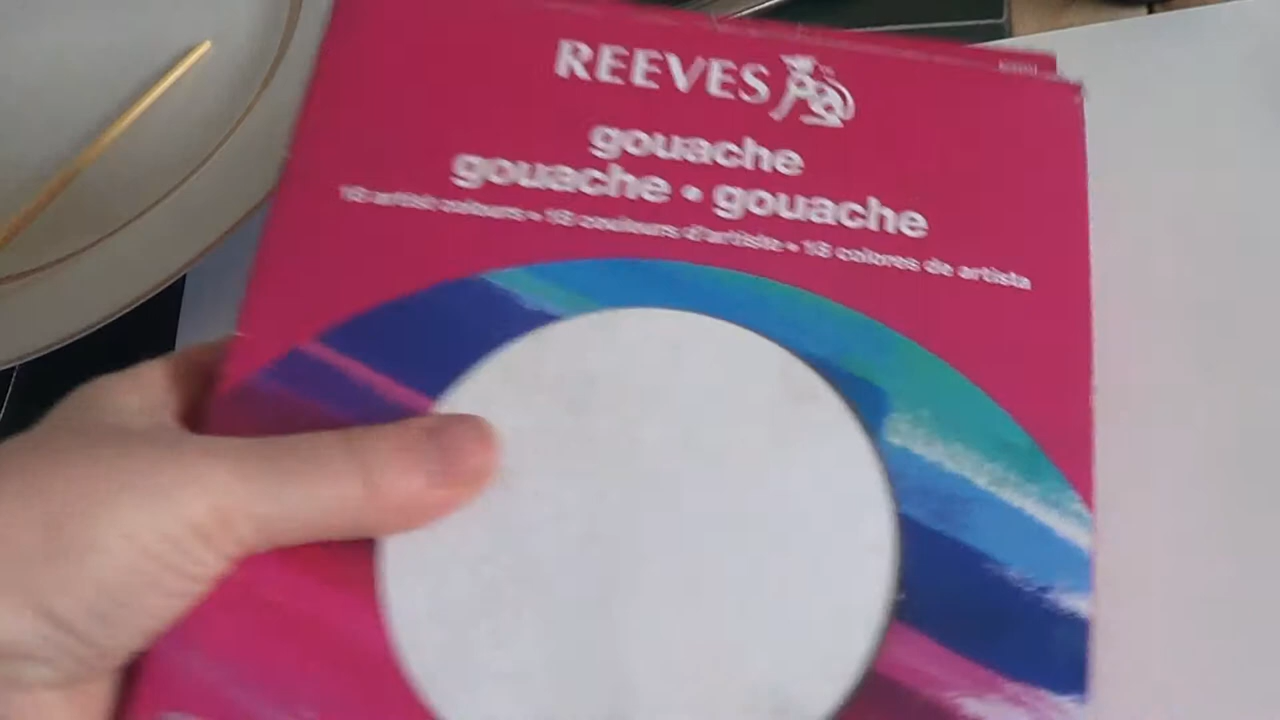 REEVES
gouache
gouache • gouache
18 artist colours • 18 couleurs d'artiste • 18 colores de artista